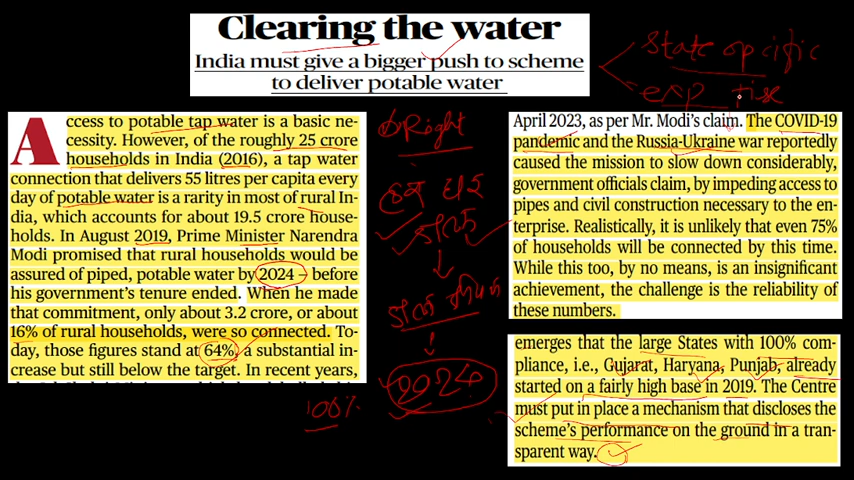 Clearing the water
India must give a bigger push to scheme
to deliver potable water
State specific
Access to potable tap water is a basic ne-
cessity. However, of the roughly 25 crore
households in India (2016), a tap water
connection that delivers 55 litres per capita every
day of potable water is a rarity in most of rural In-
dia, which accounts for about 19.5 crore house-
holds. In August 2019, Prime Minister Narendra
Modi promised that rural households would be
assured of piped, potable water by 2024 –before
his government's tenure ended. When he made
that commitment, only about 3.2 crore, or about
16% of rural households, were so connected. To-
day, those figures stand at 64%, a substantial in-
crease but still below the target. In recent years,
Right
हर घर
जल
जल
2024
100%
April 2023, as per Mr. Modi's claim. The COVID-19
pandemic and the Russia-Ukraine war reportedly
caused the mission to slow down considerably,
government officials claim, by impeding access to
pipes and civil construction necessary to the en-
terprise. Realistically, it is unlikely that even 75%
of households will be connected by this time.
While this too, by no means, is an insignificant
achievement, the challenge is the reliability of
these numbers.
emerges that the large States with 100% com-
pliance, i.e., Gujarat, Haryana, Punjab, already
started on a fairly high base in 2019. The Centre
must put in place a mechanism that discloses the
scheme's performance on the ground in a tran-
sparent way.